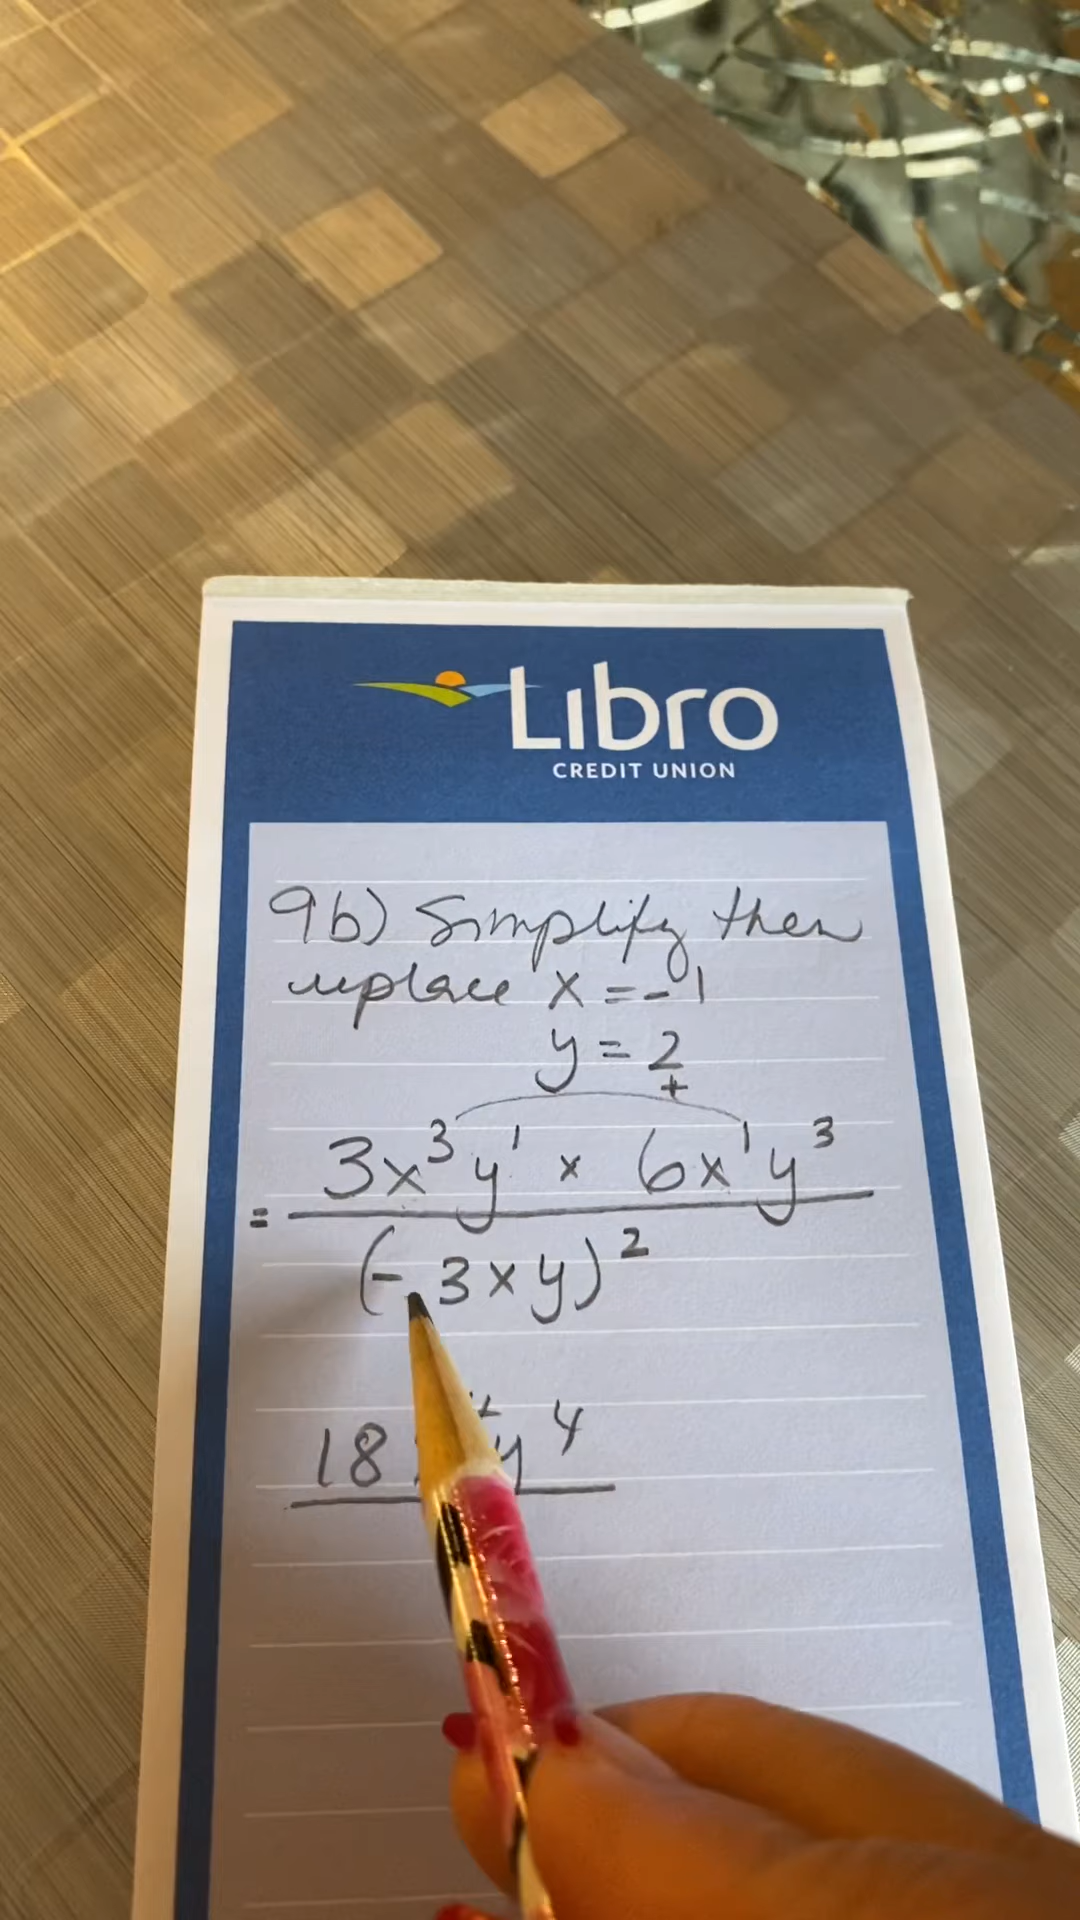 Libro
CREDIT UNION
9b) Simplify then
replace x = -1
y = 2
+
3x³y¹ × 6x¹y³
=
(-3xy)²
18 y⁴